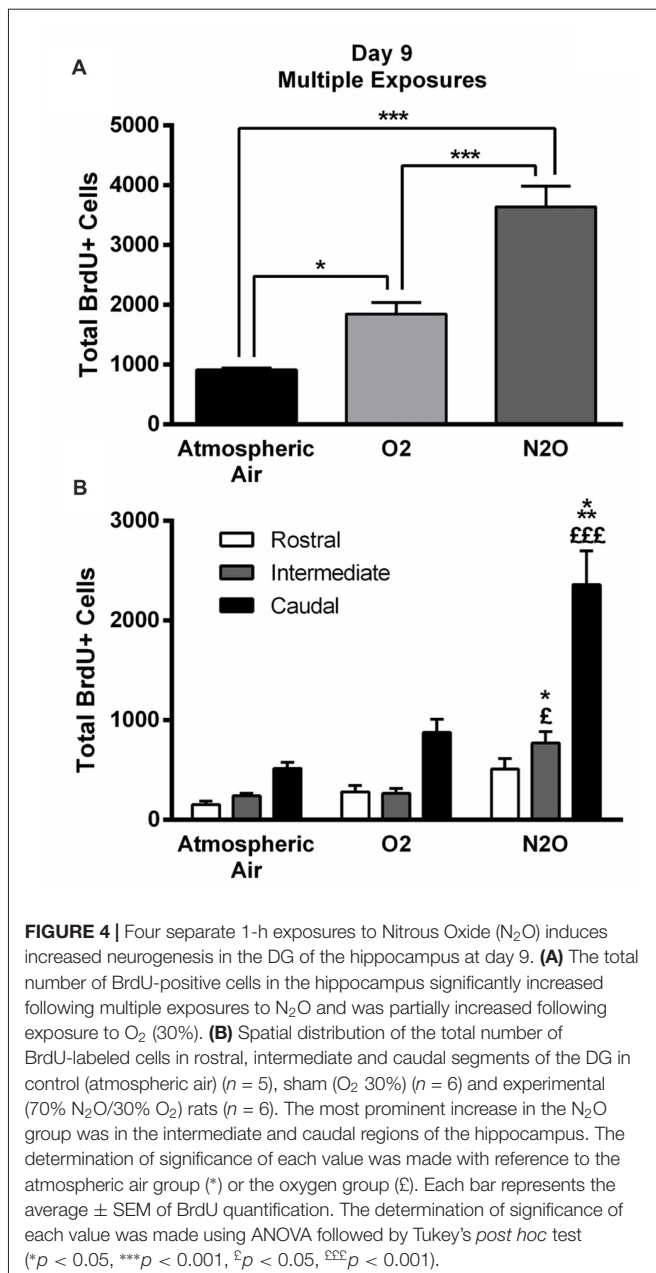 A
Day 9
Multiple Exposures
Total BrdU+ Cells
5000
4000
3000
2000
1000
0
***
***
*
Atmospheric
Air
O2
N2O
B
Total BrdU+ Cells
3000
2000
1000
0
Rostral
Intermediate
Caudal
*
**
£££
*
£
Atmospheric
Air
O2
N2O
FIGURE 4 | Four separate 1-h exposures to Nitrous Oxide (N₂O) induces
increased neurogenesis in the DG of the hippocampus at day 9. (A) The total
number of BrdU-positive cells in the hippocampus significantly increased
following multiple exposures to N₂O and was partially increased following
exposure to O₂ (30%). (B) Spatial distribution of the total number of
BrdU-labeled cells in rostral, intermediate and caudal segments of the DG in
control (atmospheric air) (n = 5), sham (O₂ 30%) (n = 6) and experimental
(70% N₂O/30% O₂) rats (n = 6). The most prominent increase in the N₂O
group was in the intermediate and caudal regions of the hippocampus. The
determination of significance of each value was made with reference to the
atmospheric air group (*) or the oxygen group (£). Each bar represents the
average ± SEM of BrdU quantification. The determination of significance of
each value was made using ANOVA followed by Tukey's post hoc test
(*p < 0.05, ***p < 0.001, £p < 0.05, £££p < 0.001).